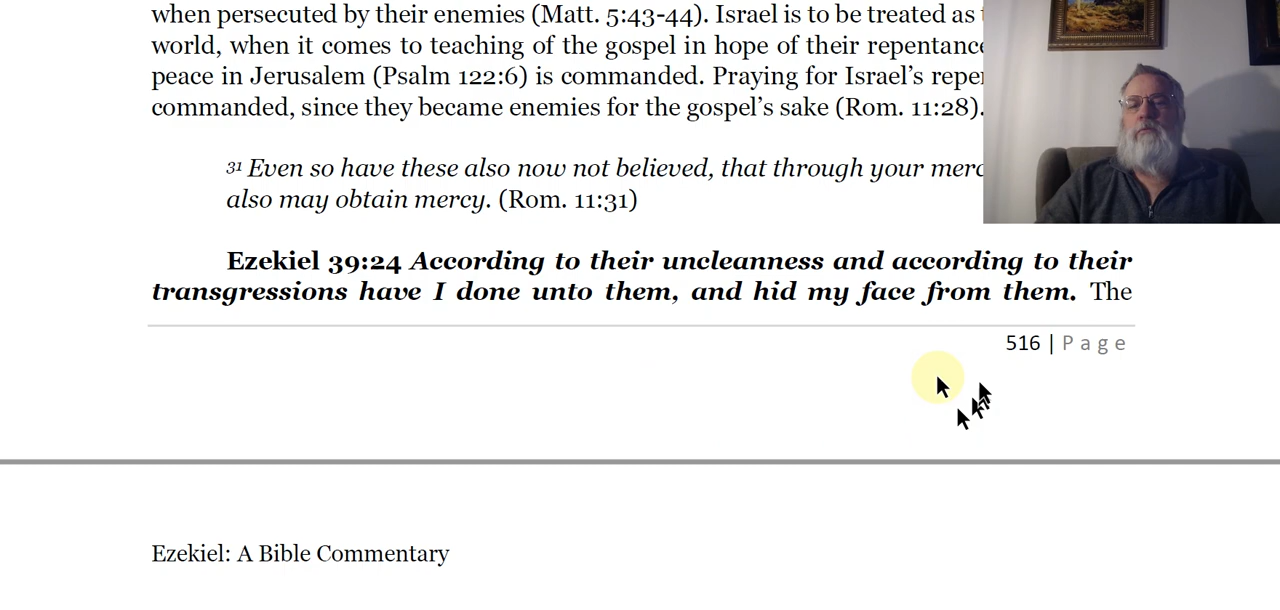 when persecuted by their enemies (Matt. 5:43-44). Israel is to be treated as
world, when it comes to teaching of the gospel in hope of their repentance
peace in Jerusalem (Psalm 122:6) is commanded. Praying for Israel’s
commanded, since they became enemies for the gospel’s sake (Rom. 11:28).
31 Even so have these also now not believed, that through your
also may obtain mercy. (Rom. 11:31)
Ezekiel 39:24 According to their uncleanness and according to their
transgressions have I done unto them, and hid my face from them. The
516 | Page
Ezekiel: A Bible Commentary